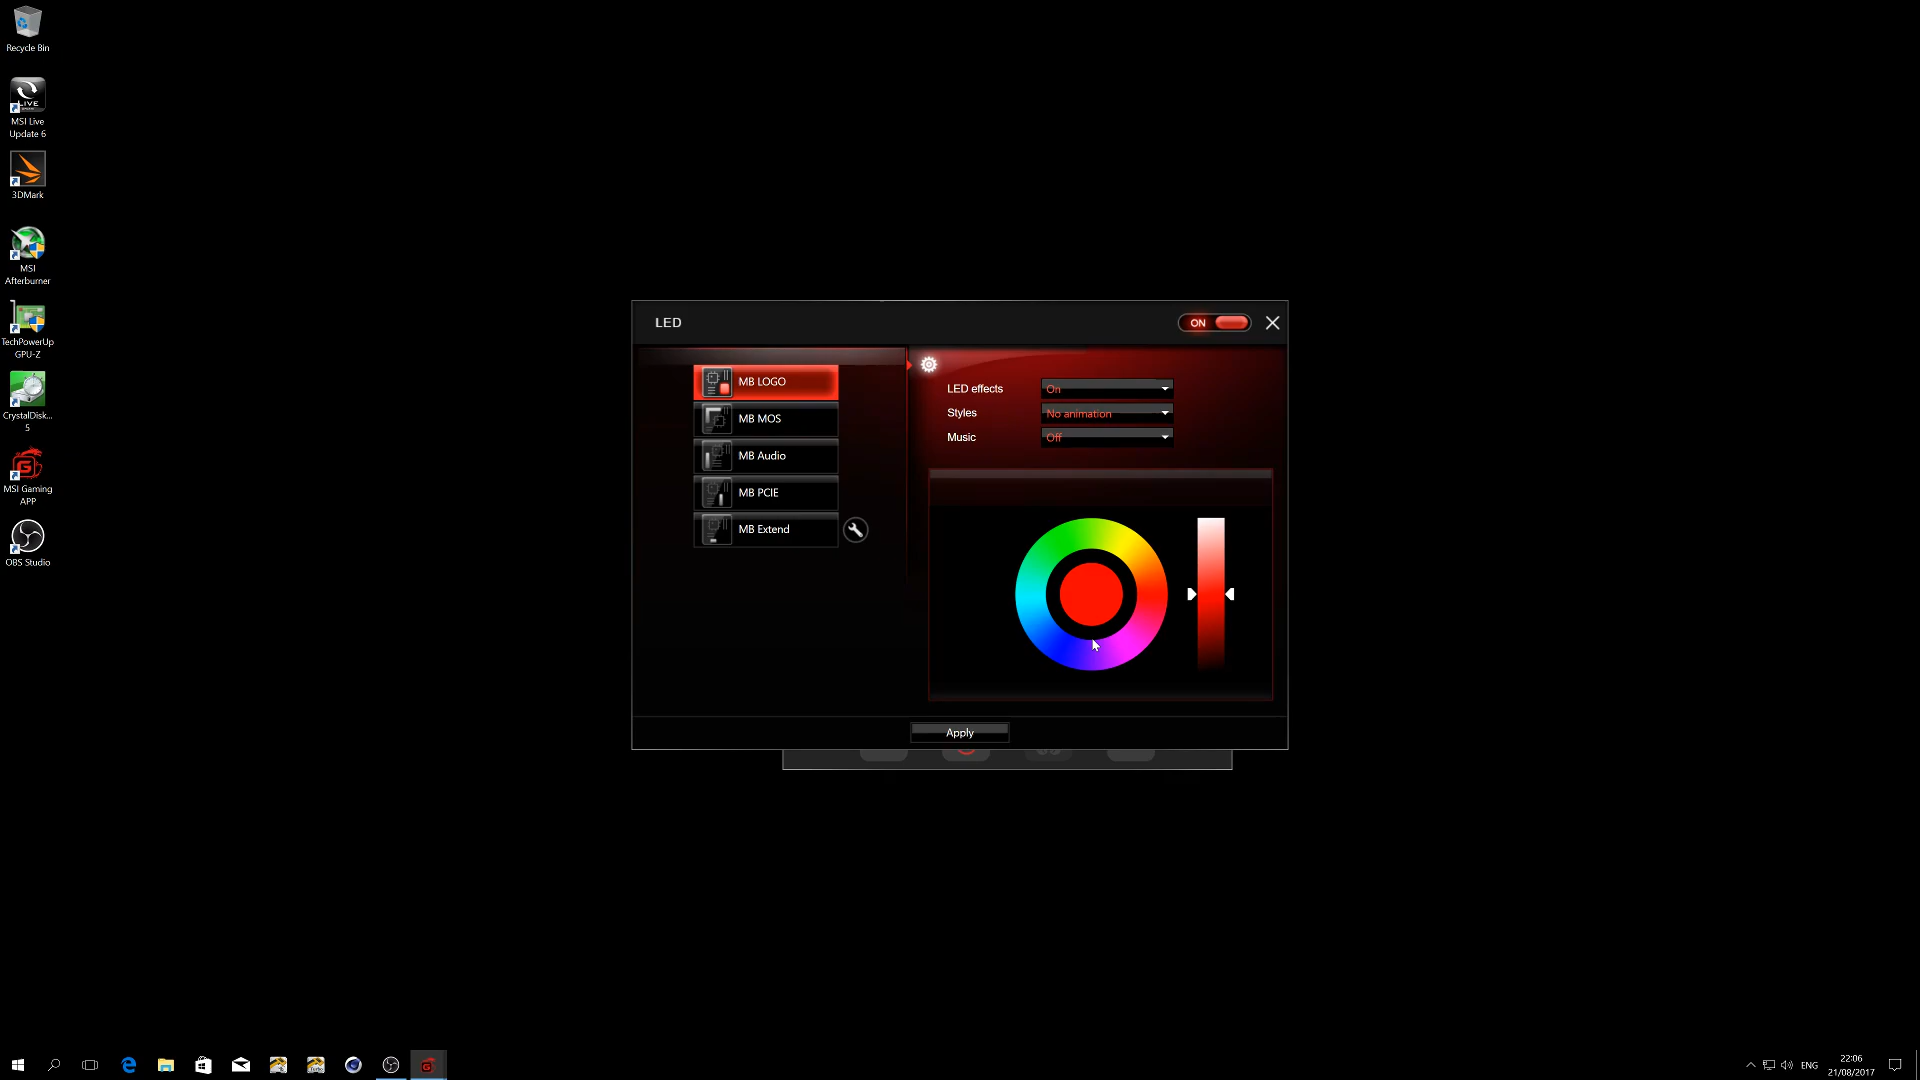 Recycle Bin
MSI Live
Update 6
3DMark
MSI
Afterburner
TechPowerUp
GPU-Z
CrystalDisk...
5
MSI Gaming
APP
OBS Studio
LED
ON
MB LOGO
MB MOS
MB Audio
MB PCIE
MB Extend
LED effects
On
Styles
No animation
Music
Off
Apply
ENG
22:06
21/08/2017